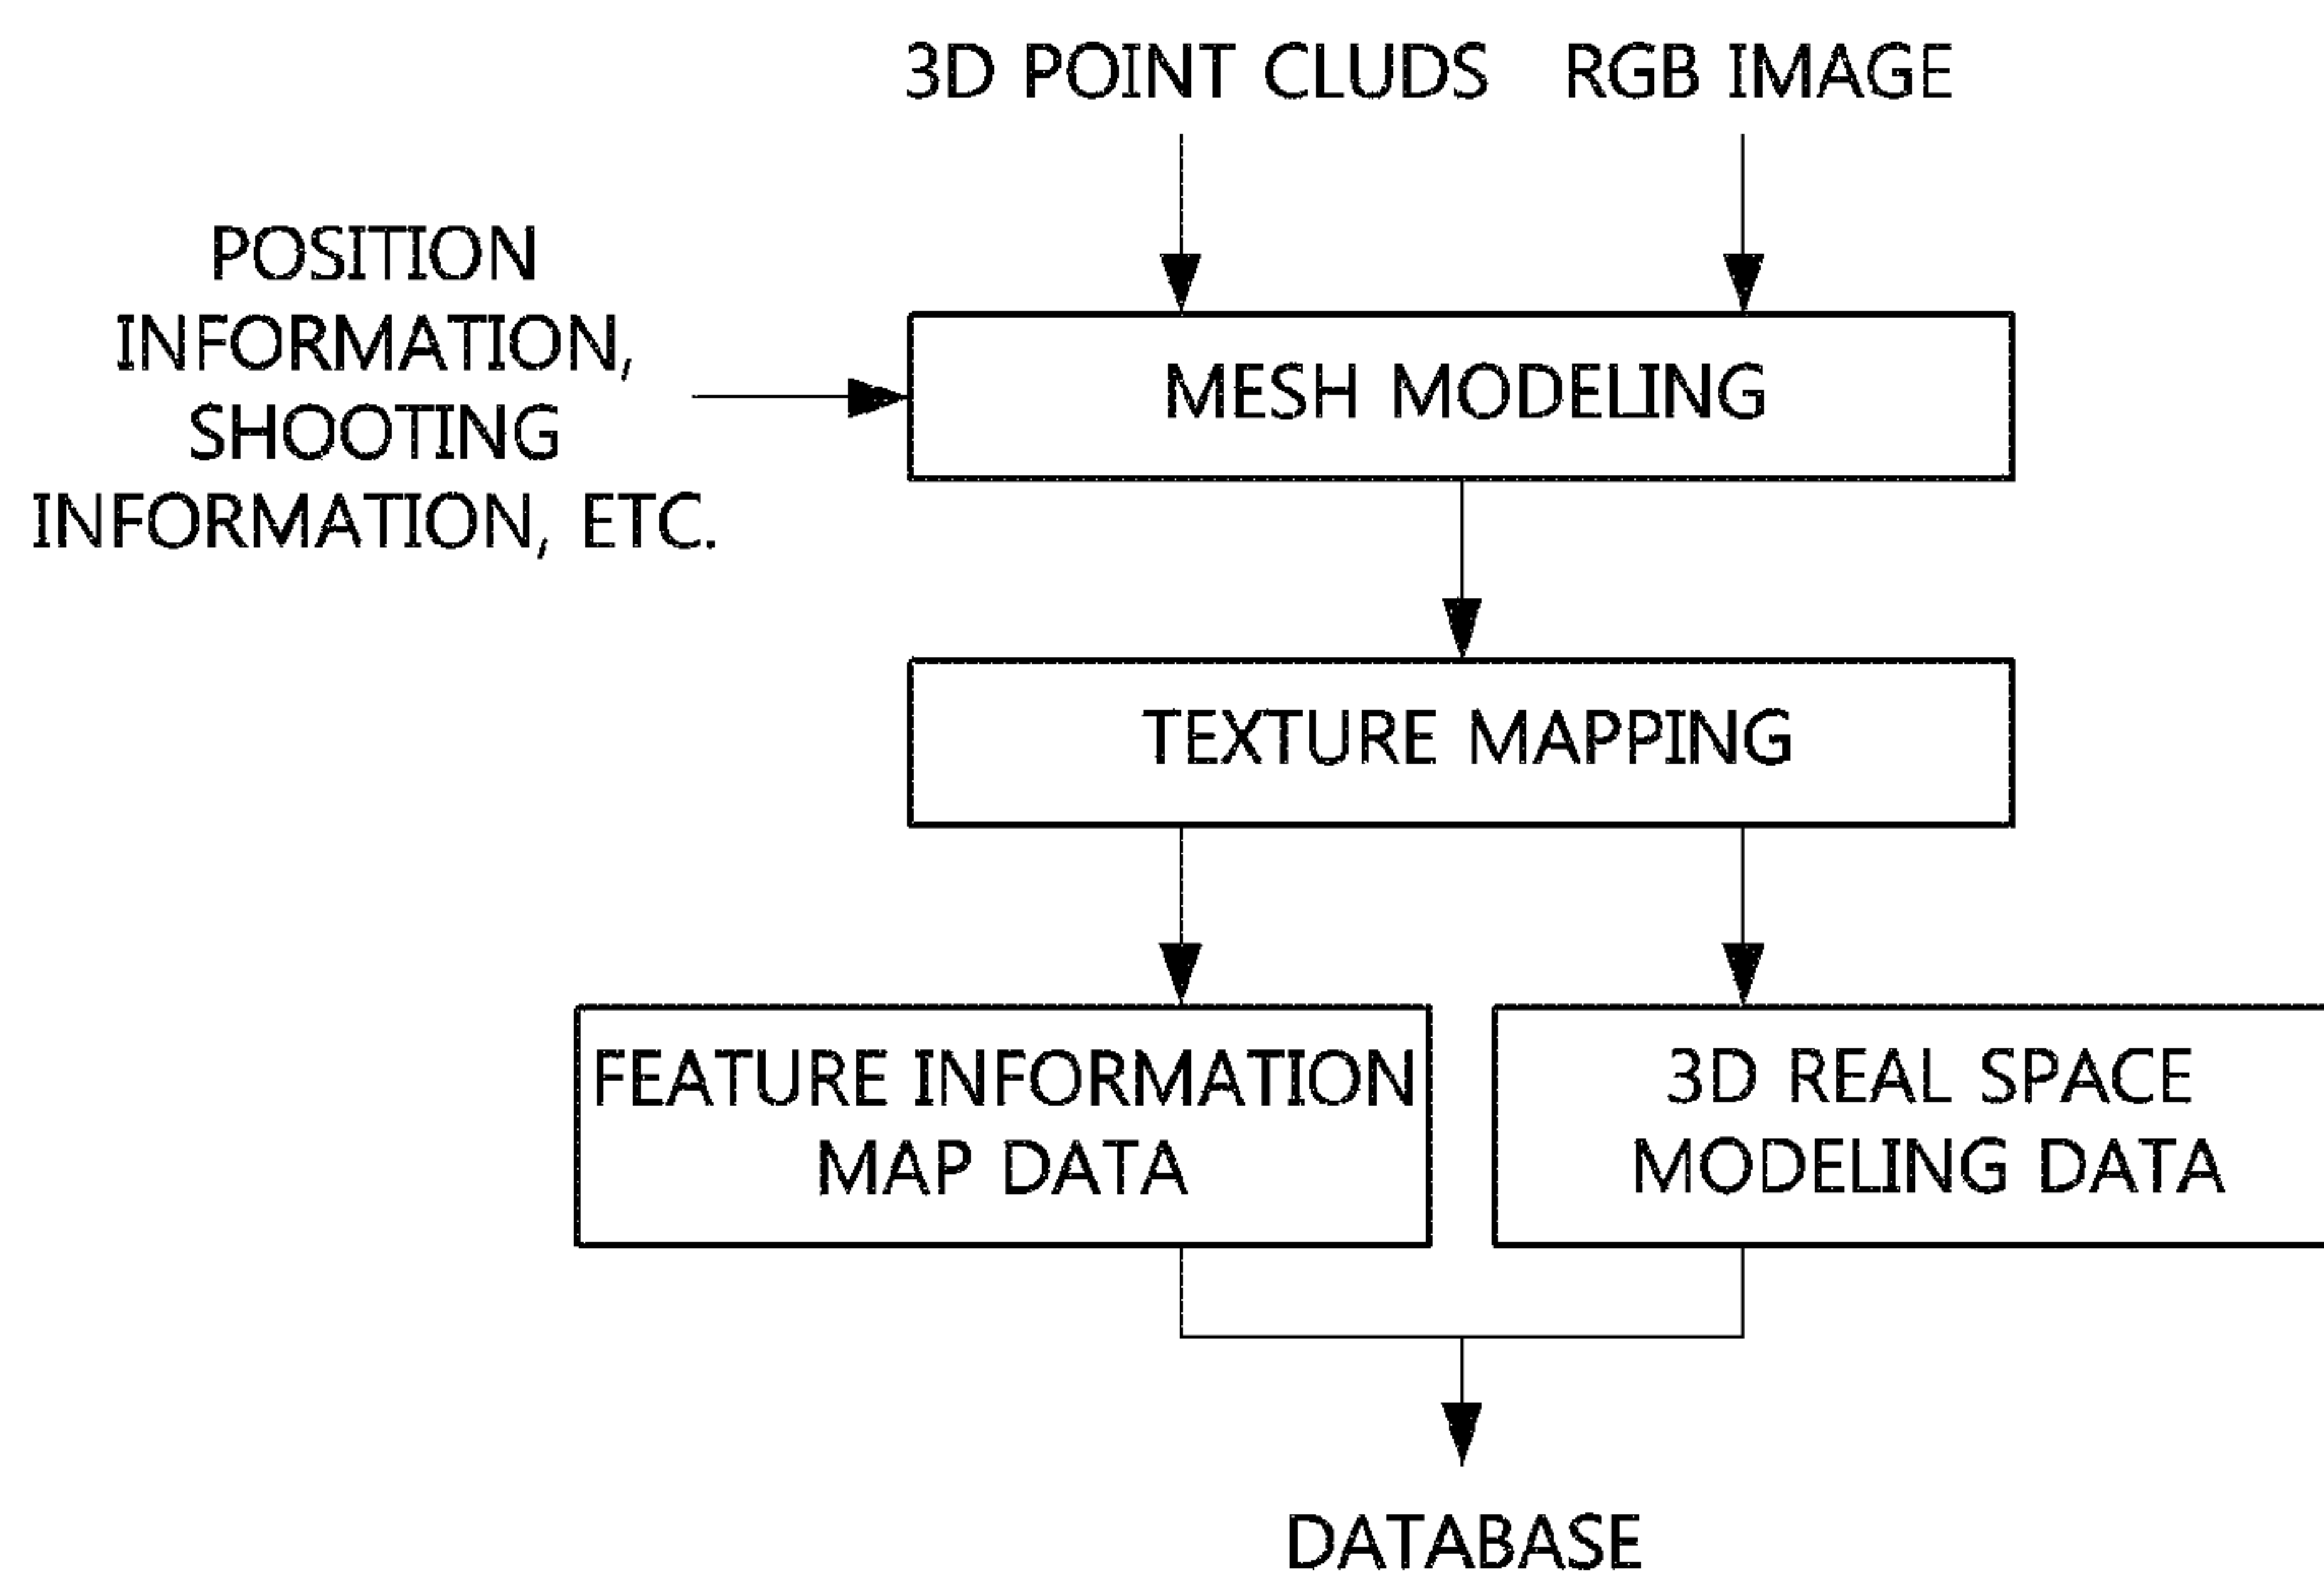 3D POINT CLUDS RGB IMAGE
POSITION
INFORMATION,
SHOOTING
INFORMATION, ETC.
MESH MODELING
TEXTURE MAPPING
FEATURE INFORMATION
MAP DATA
3D REAL SPACE
MODELING DATA
DATABASE